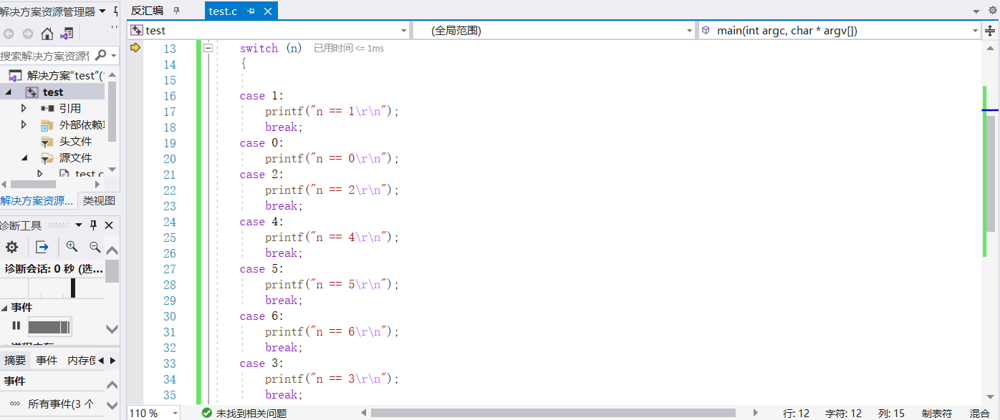 解决方案资源管理器
反汇编
test.c
test
(全局范围)
main(int argc, char * argv[])
搜索解决方案资源
解决方案"test"(
test
引用
外部依赖
头文件
源文件
test.c
解决方案资源...
类视图
诊断工具
诊断会话: 0 秒 (选...
事件
摘要
事件
内存使
事件
所有事件(3 个
13 switch (n) 已用时间 <= 1ms
14 {
15
16 case 1:
17 printf("n == 1\r\n");
18 break;
19 case 0:
20 printf("n == 0\r\n");
21 case 2:
22 printf("n == 2\r\n");
23 break;
24 case 4:
25 printf("n == 4\r\n");
26 break;
27 case 5:
28 printf("n == 5\r\n");
29 break;
30 case 6:
31 printf("n == 6\r\n");
32 break;
33 case 3:
34 printf("n == 3\r\n");
35 break;
110 %
未找到相关问题
行: 12
字符: 12
列: 15
制表符
混合